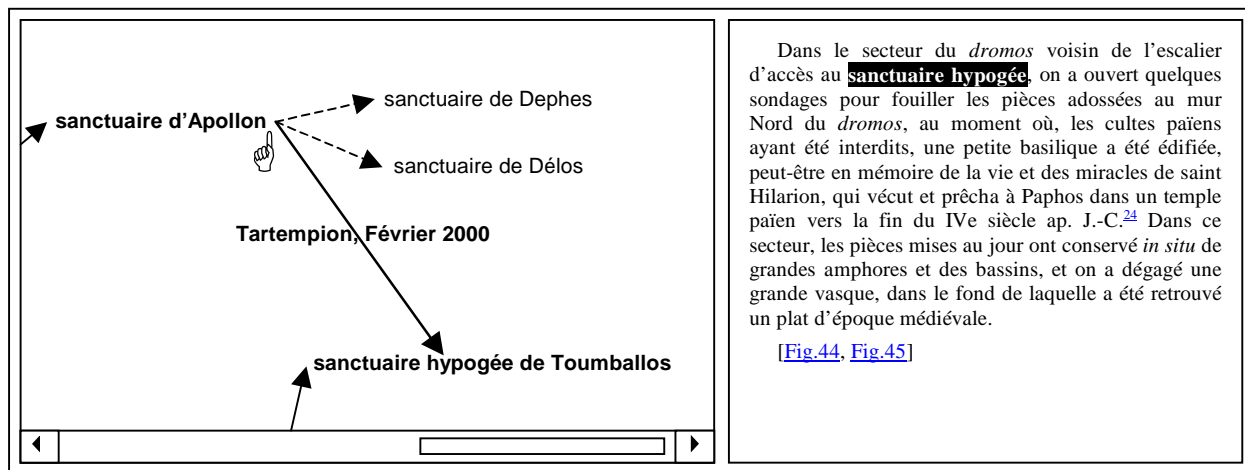 sanctuaire de Dephes
sanctuaire d'Apollon
sanctuaire de Délos
Tartempion, Février 2000
sanctuaire hypogée de Toumballos
Dans le secteur du dromos voisin de l'escalier
d'accès au sanctuaire hypogée, on a ouvert quelques
sondages pour fouiller les pièces adossées au mur
Nord du dromos, au moment où, les cultes païens
ayant été interdits, une petite basilique a été édifiée,
peut-être en mémoire de la vie et des miracles de saint
Hilarion, qui vécut et prêcha à Paphos dans un temple
païen vers la fin du IVe siècle ap. J.-C.24 Dans ce
secteur, les pièces mises au jour ont conservé in situ de
grandes amphores et des bassins, et on a dégagé une
grande vasque, dans le fond de laquelle a été retrouvé
un plat d'époque médiévale.
[Fig.44, Fig.45]